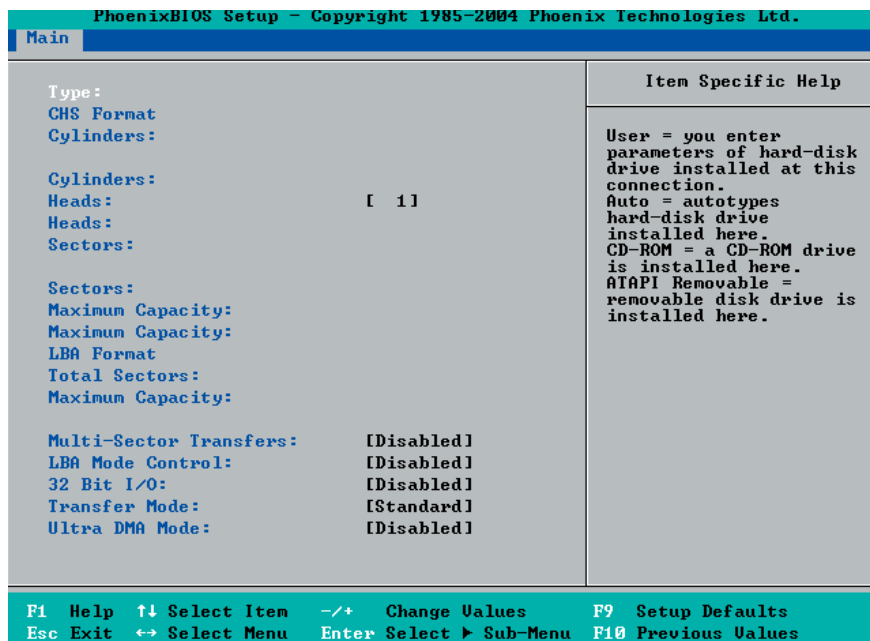 PhoenixBIOS Setup - Copyright 1985-2004 Phoenix Technologies Ltd.
Main
Type:
CHS Format
Cylinders:
Cylinders:
Heads: [ 1]
Heads:
Sectors:
Sectors:
Maximum Capacity:
Maximum Capacity:
LBA Format
Total Sectors:
Maximum Capacity:
Multi-Sector Transfers: [Disabled]
LBA Mode Control: [Disabled]
32 Bit I/O: [Disabled]
Transfer Mode: [Standard]
Ultra DMA Mode: [Disabled]
Item Specific Help
User = you enter
parameters of hard-disk
drive installed at this
connection.
Auto = autotypes
hard-disk drive
installed here.
CD-ROM = a CD-ROM drive
is installed here.
ATAPI Removable =
removable disk drive is
installed here.
F1 Help ↑↓ Select Item -/+ Change Values F9 Setup Defaults
Esc Exit ↔ Select Menu Enter Select ▶ Sub-Menu F10 Previous Values